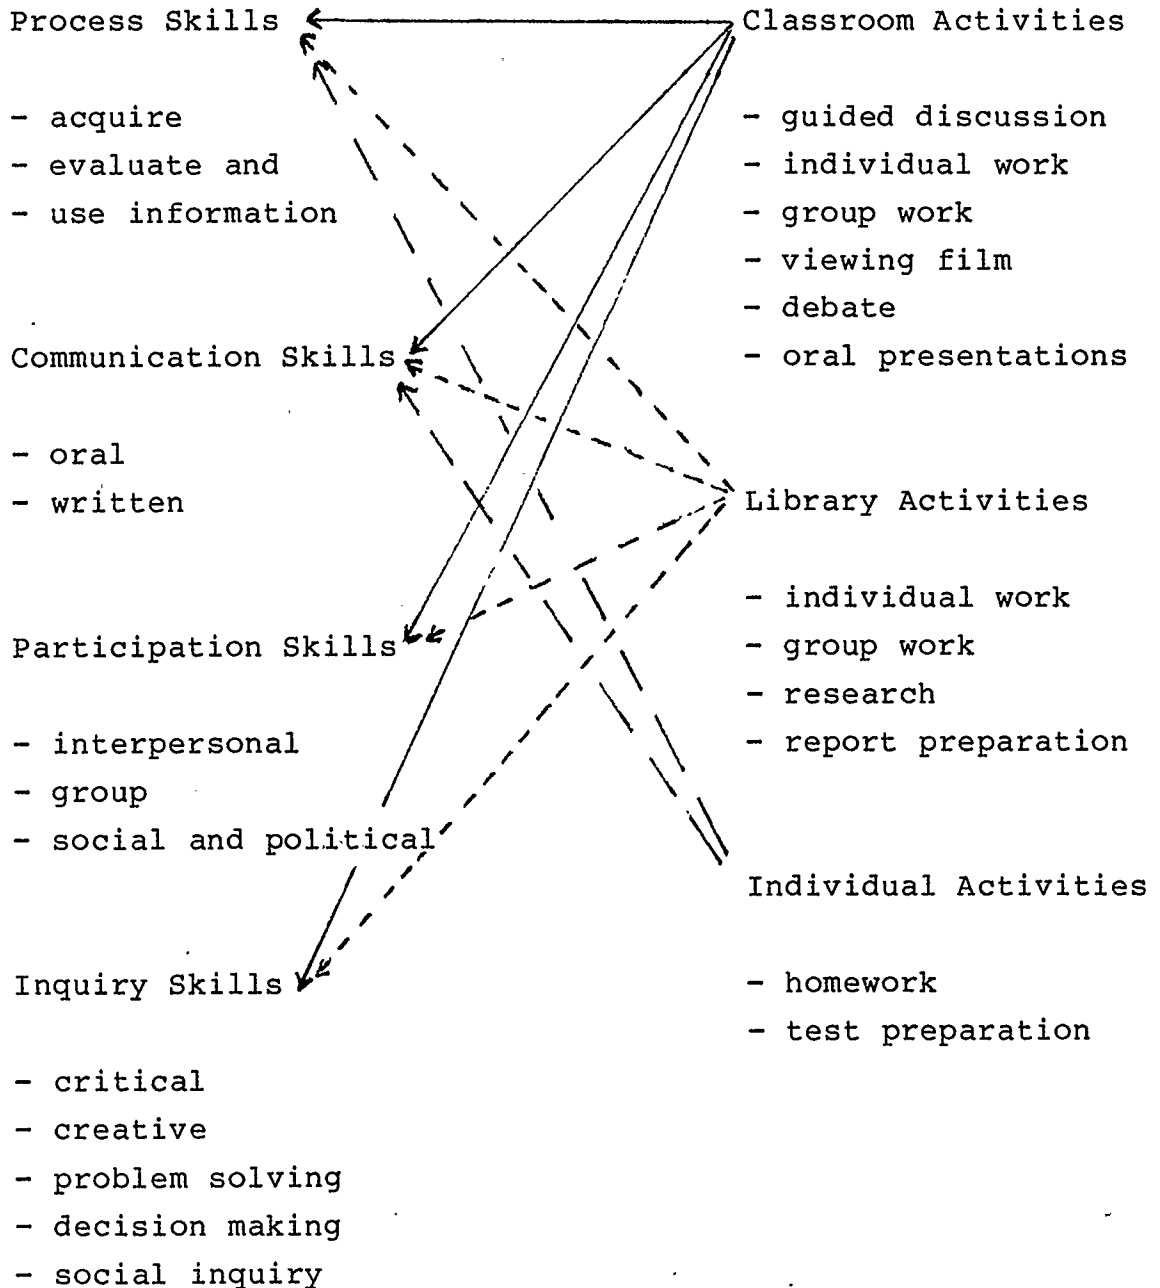 Process Skills
- acquire
- evaluate and
- use information
Communication Skills
- oral
- written
Participation Skills
- interpersonal
- group
- social and political
Inquiry Skills
- critical
- creative
- problem solving
- decision making
- social inquiry
Classroom Activities
- guided discussion
- individual work
- group work
- viewing film
- debate
- oral presentations
Library Activities
- individual work
- group work
- research
- report preparation
Individual Activities
- homework
- test preparation